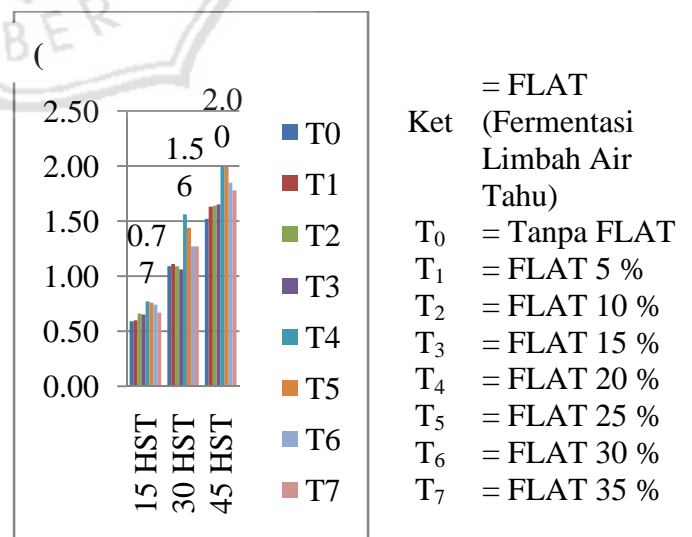 BER
(
2.50
2.00
1.50
1.00
0.50
0.00
0.7
7
1.5
6
2.0
0
15 HST
30 HST
45 HST
T0
T1
T2
T3
T4
T5
T6
T7
= FLAT
Ket (Fermentasi
Limbah Air
Tahu)
T₀ = Tanpa FLAT
T₁ = FLAT 5 %
T₂ = FLAT 10 %
T₃ = FLAT 15 %
T₄ = FLAT 20 %
T₅ = FLAT 25 %
T₆ = FLAT 30 %
T₇ = FLAT 35 %